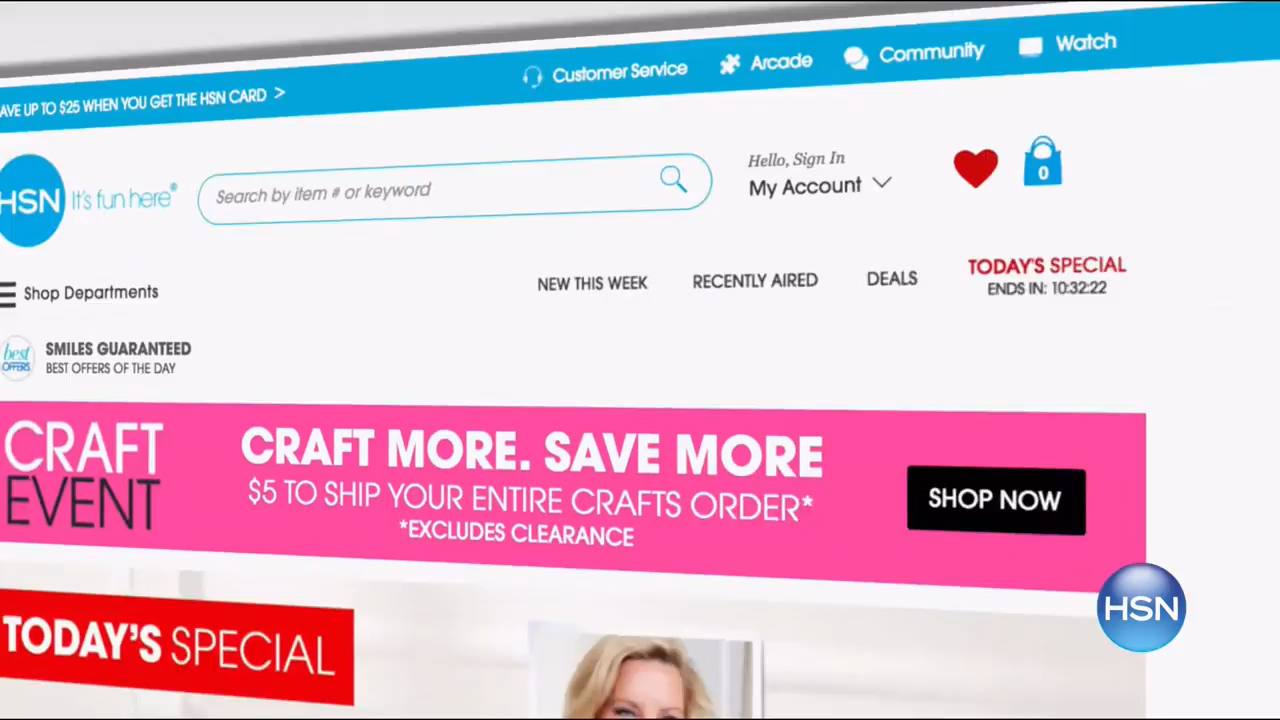 AVE UP TO $25 WHEN YOU GET THE HSN CARD >
Customer Service
Arcade
Community
Watch
HSN It's fun here®
Search by item # or keyword
Hello, Sign In
My Account
0
Shop Departments
NEW THIS WEEK
RECENTLY AIRED
DEALS
TODAY'S SPECIAL
ENDS IN: 10:32:22
best OFFERS
SMILES GUARANTEED
BEST OFFERS OF THE DAY
CRAFT
EVENT
CRAFT MORE. SAVE MORE
$5 TO SHIP YOUR ENTIRE CRAFTS ORDER*
*EXCLUDES CLEARANCE
SHOP NOW
HSN
TODAY'S SPECIAL